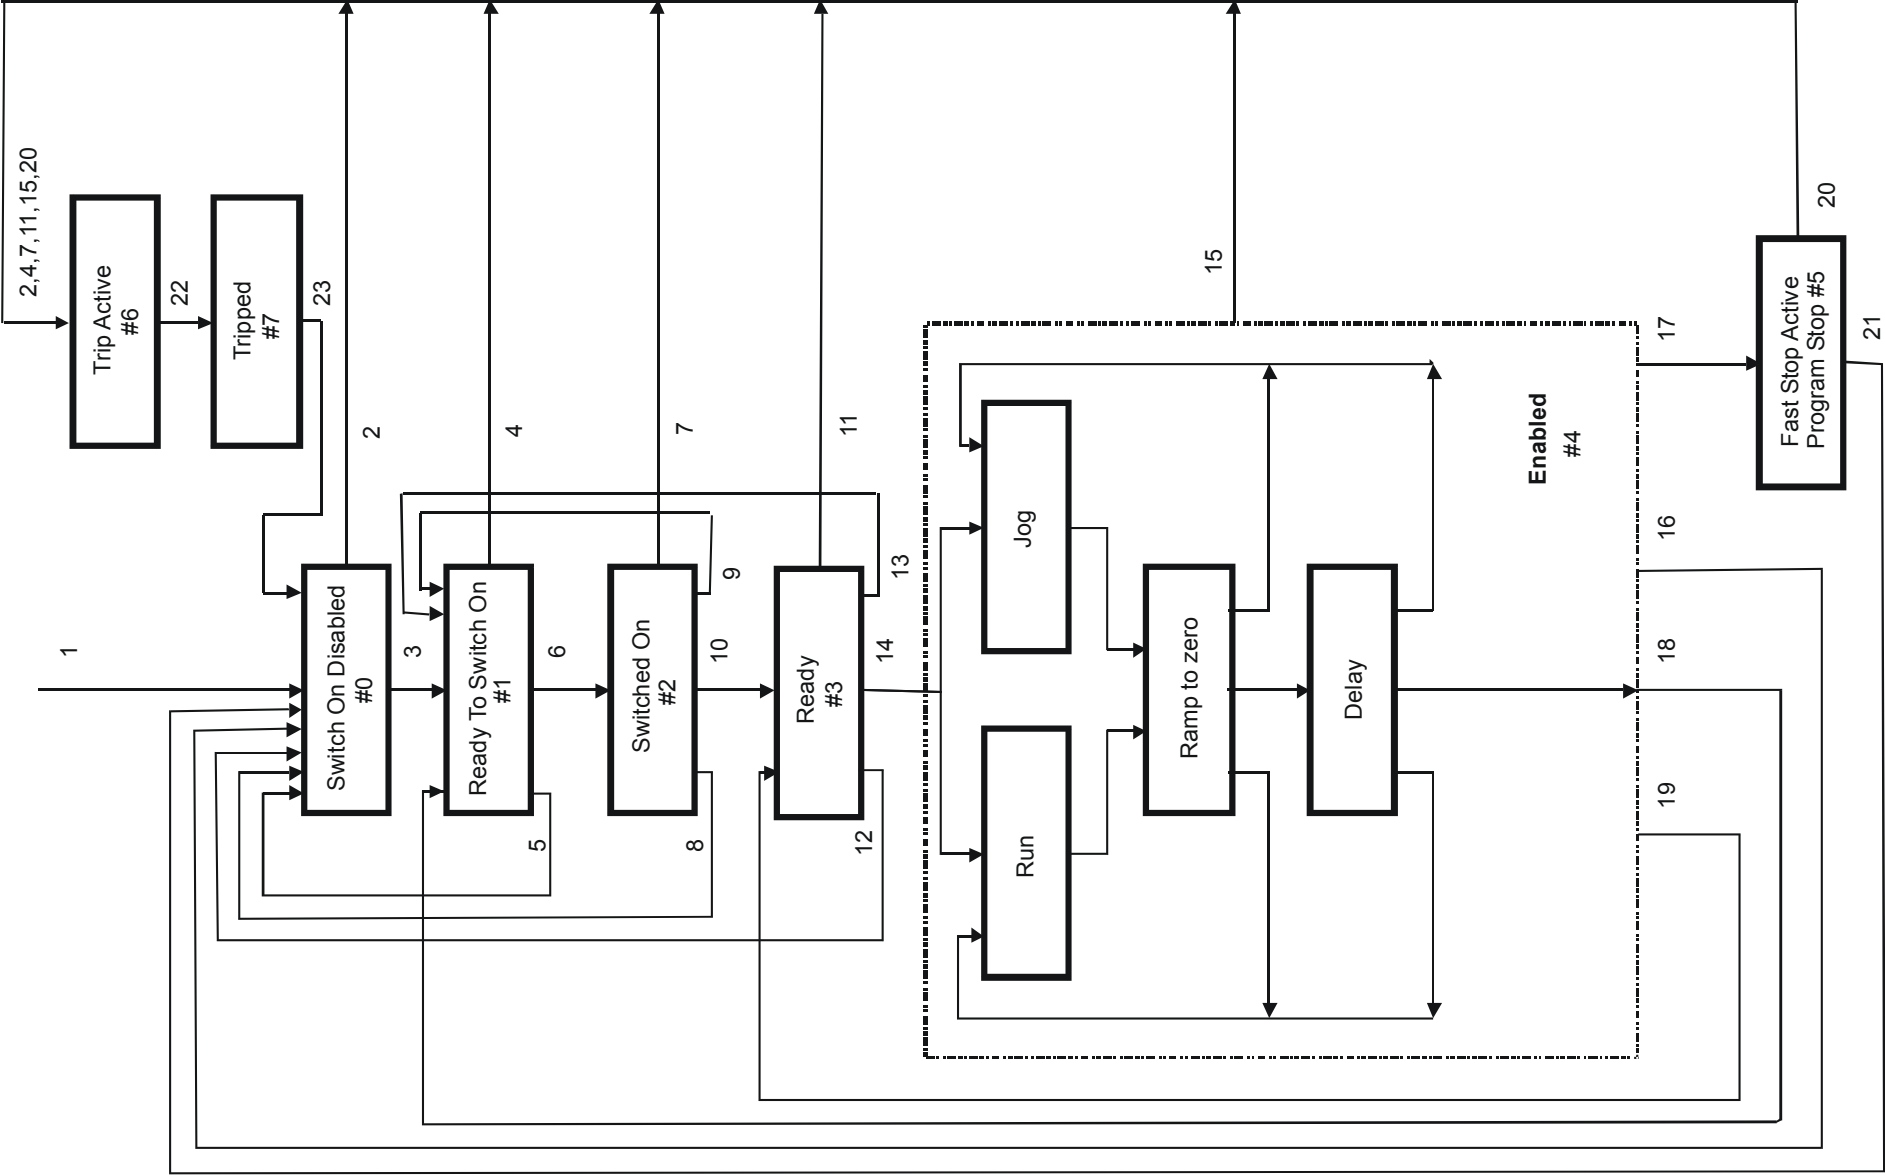 2,4,7,11,15,20
Trip Active
#6
22
Tripped
#7
23
1
Switch On Disabled
#0
2
3
Ready To Switch On
#1
4
5
6
Switched On
#2
7
8
9
10
Ready
#3
11
12
13
14
Run
Jog
Ramp to zero
Delay
15
Enabled
#4
16
17
18
19
Fast Stop Active
Program Stop #5
20
21